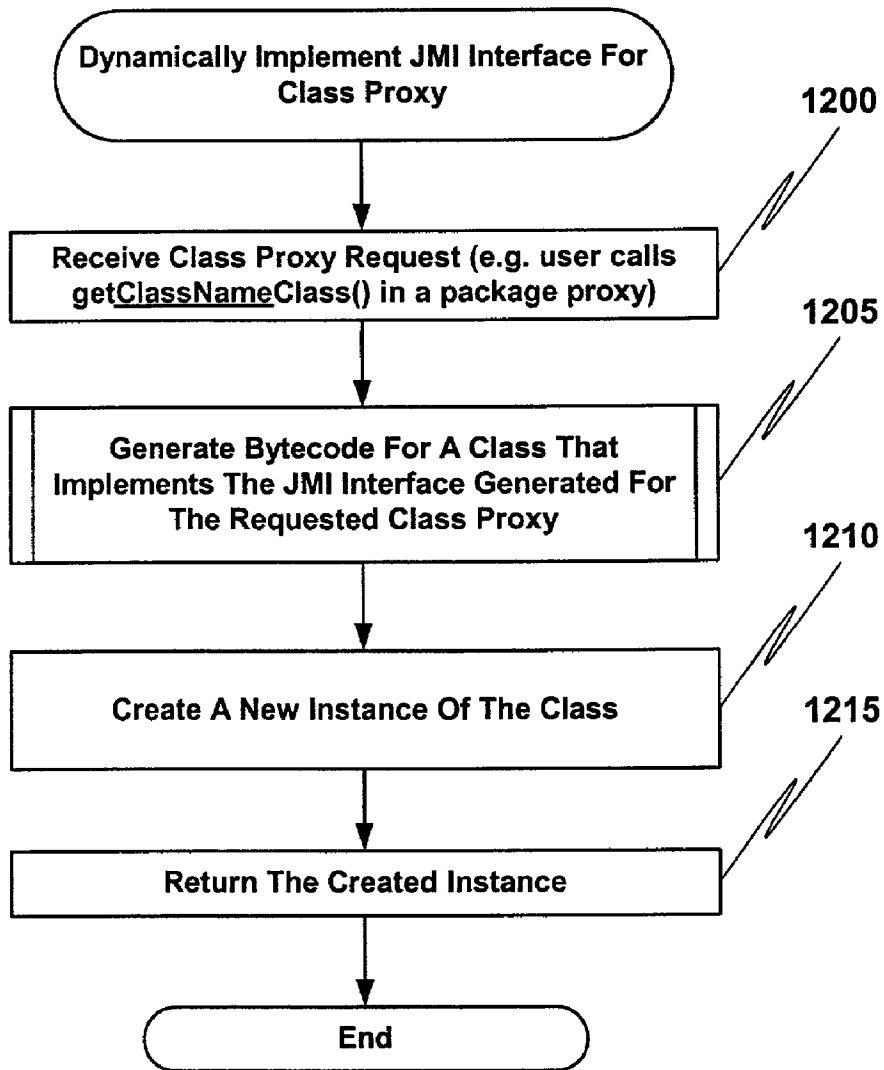 Dynamically Implement JMI Interface For
Class Proxy
1200
Receive Class Proxy Request (e.g. user calls
getClassNameClass() in a package proxy)
1205
Generate Bytecode For A Class That
Implements The JMI Interface Generated For
The Requested Class Proxy
1210
Create A New Instance Of The Class
1215
Return The Created Instance
End